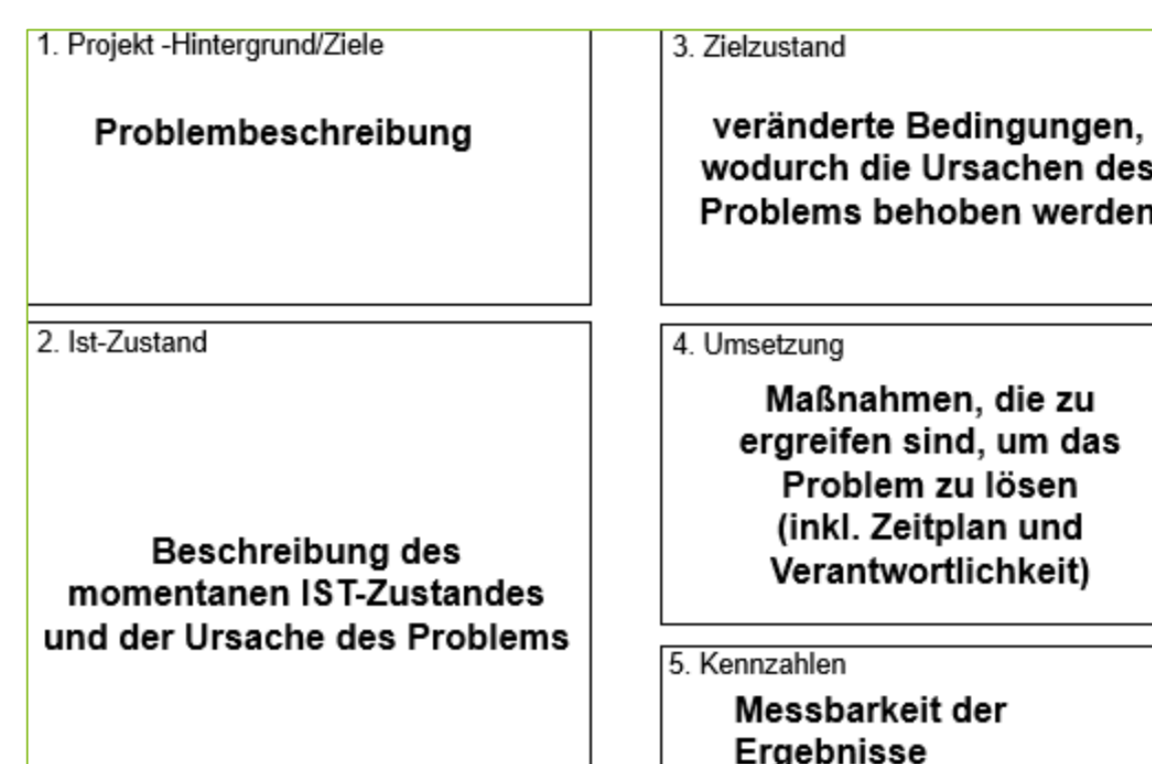 1. Projekt -Hintergrund/Ziele
Problembeschreibung
2. Ist-Zustand
Beschreibung des
momentanen IST-Zustandes
und der Ursache des Problems
3. Zielzustand
veränderte Bedingungen,
wodurch die Ursachen des
Problems behoben werden
4. Umsetzung
Maßnahmen, die zu
ergreifen sind, um das
Problem zu lösen
(inkl. Zeitplan und
Verantwortlichkeit)
5. Kennzahlen
Messbarkeit der
Ergebnisse